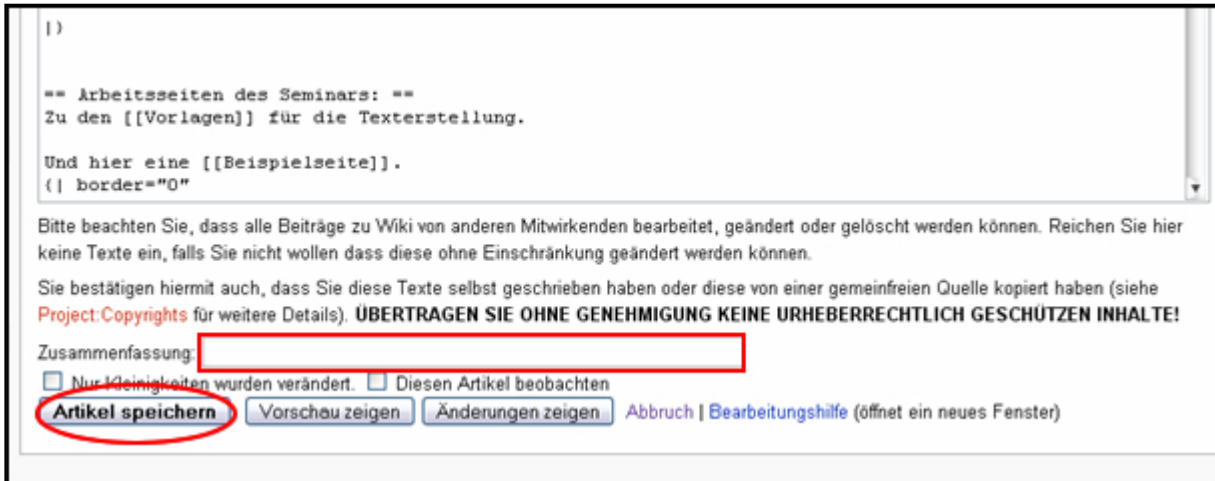 |}
== Arbeitsseiten des Seminars: ==
Zu den [[Vorlagen]] für die Texterstellung.
Und hier eine [[Beispielseite]].
{| border="0"
Bitte beachten Sie, dass alle Beiträge zu Wiki von anderen Mitwirkenden bearbeitet, geändert oder gelöscht werden können. Reichen Sie hier
keine Texte ein, falls Sie nicht wollen dass diese ohne Einschränkung geändert werden können.
Sie bestätigen hiermit auch, dass Sie diese Texte selbst geschrieben haben oder diese von einer gemeinfreien Quelle kopiert haben (siehe
Project:Copyrights für weitere Details). ÜBERTRAGEN SIE OHNE GENEHMIGUNG KEINE URHEBERRECHTLICH GESCHÜTZEN INHALTE!
Zusammenfassung:
Nur Kleinigkeiten wurden verändert. Diesen Artikel beobachten
Artikel speichern Vorschau zeigen Änderungen zeigen Abbruch | Bearbeitungshilfe (öffnet ein neues Fenster)